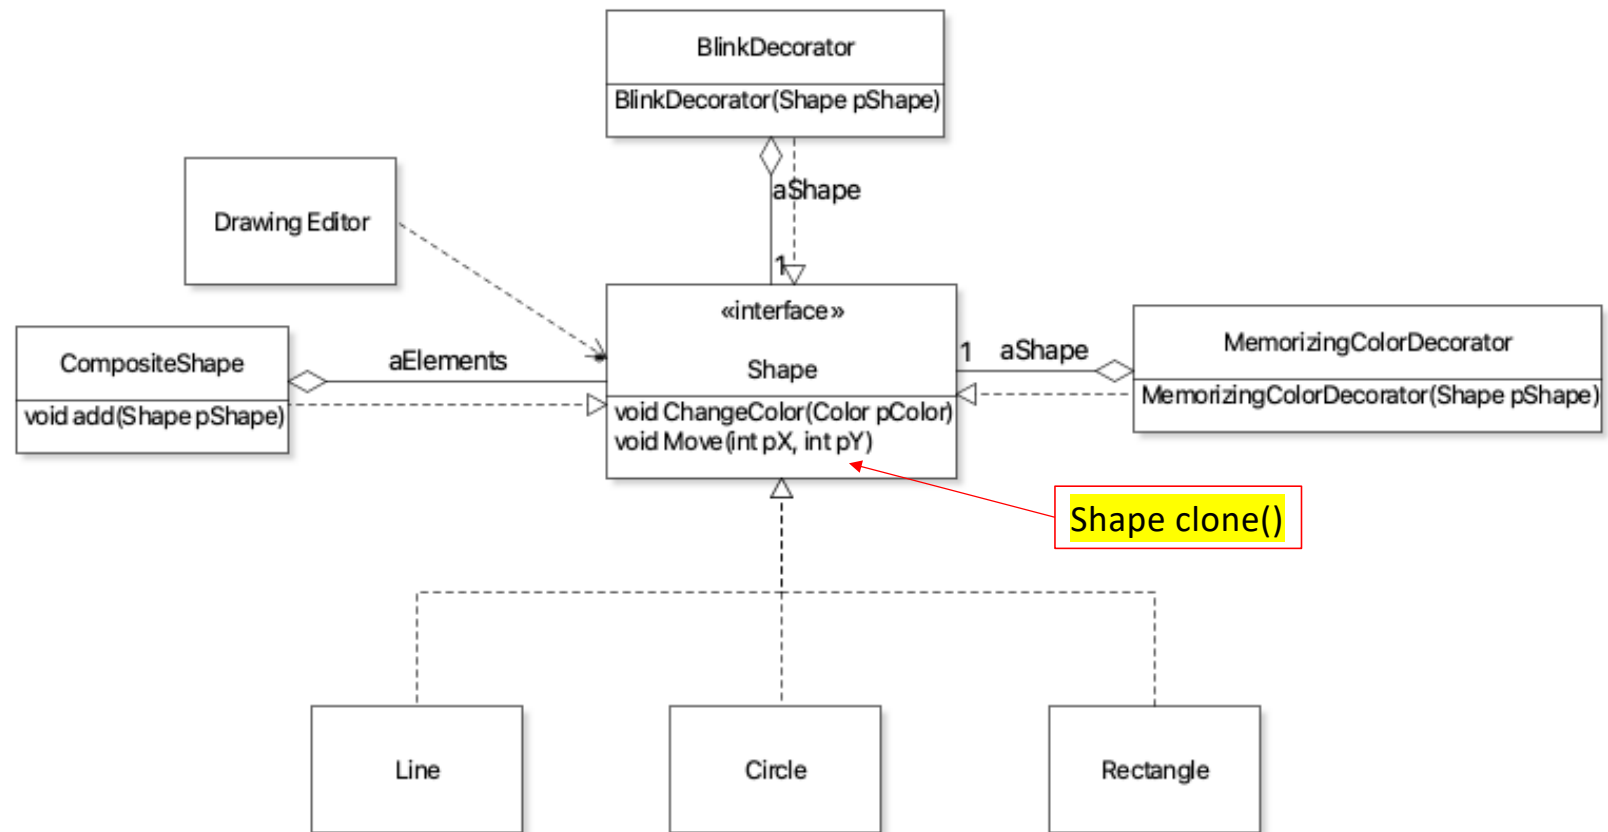 BlinkDecorator
BlinkDecorator(Shape pShape)
aShape
1
Drawing Editor
CompositeShape
void add(Shape pShape)
aElements
«interface»
Shape
void ChangeColor(Color pColor)
void Move(int pX, int pY)
1 aShape
MemorizingColorDecorator
MemorizingColorDecorator(Shape pShape)
Shape clone()
Line
Circle
Rectangle